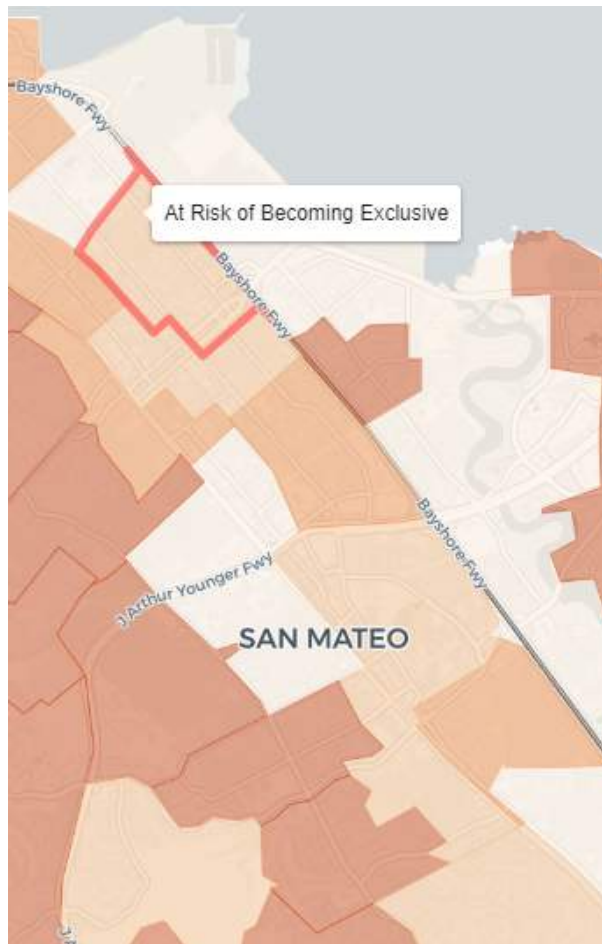 Bayshore Fwy
At Risk of Becoming Exclusive
Bayshore Fwy
Bayshore Fwy
J Arthur Younger Fwy
SAN MATEO